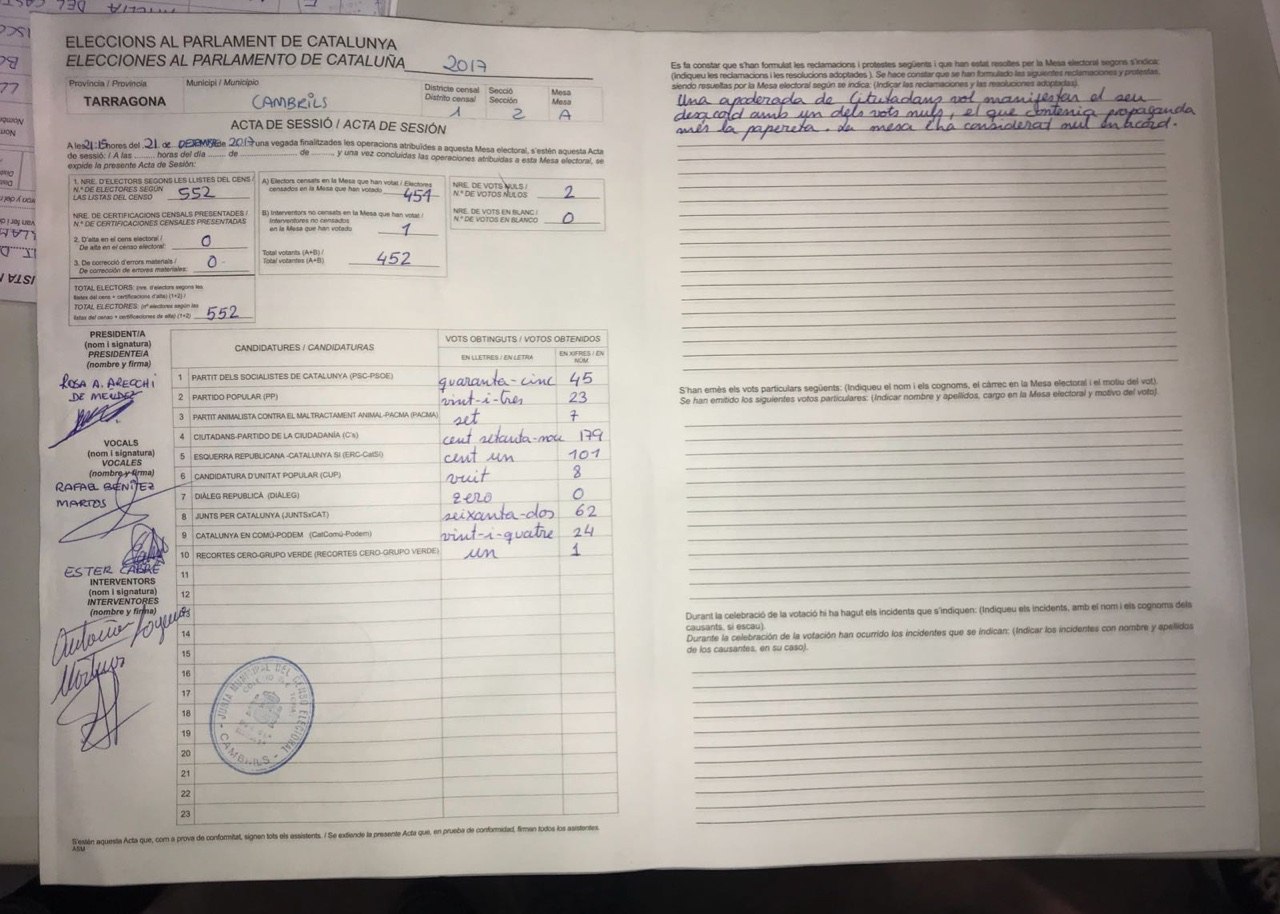 ELECCIONS AL PARLAMENT DE CATALUNYA
ELECCIONES AL PARLAMENTO DE CATALUÑA 2017
Província / Provincia
TARRAGONA
Municipi / Municipio
CAMBRILS
Districte censal
Distrito censal
1
Secció
Sección
2
Mesa
Mesa
A
ACTA DE SESSIÓ / ACTA DE SESIÓN
A les 21:15 hores del 21 de DESEMBRE de 2017 una vegada finalitzades les operacions atribuïdes a aquesta Mesa electoral, s'estén aquesta Acta
de sessió. / A las ......... horas del día ....... de ............... de ........, y una vez concluidas las operaciones atribuidas a esta Mesa electoral, se
expide la presente Acta de Sesión:
1. NRE. D'ELECTORS SEGONS LES LLISTES DEL CENS /
N.º DE ELECTORES SEGÚN
LAS LISTAS DEL CENSO 552
NRE. DE CERTIFICACIONS CENSALS PRESENTADES /
N.º DE CERTIFICACIONES CENSALES PRESENTADAS
2. D'alta en el cens electoral /
De alta en el censo electoral: 0
3. De correcció d'errors materials /
De corrección de errores materiales: 0
TOTAL ELECTORS: (nre. d'electors segons les
llistes del cens + certificacions d'alta) (1+2) /
TOTAL ELECTORES: (nº electores según las
listas del censo + certificaciones de alta) (1+2) 552
A) Electors censats en la Mesa que han votat / Electores
censados en la Mesa que han votado 451
B) Interventors no censats en la Mesa que han votat /
Interventores no censados
en la Mesa que han votado 1
Total votants (A+B) /
Total votantes (A+B) 452
NRE. DE VOTS NULS /
N.º DE VOTOS NULOS 2
NRE. DE VOTS EN BLANC /
N.º DE VOTOS EN BLANCO 0
PRESIDENT/A
(nom i signatura)
PRESIDENTE/A
(nombre y firma)
ROSA A. ARECCHI
DE MENDEZ
VOCALS
(nom i signatura)
VOCALES
(nombre y firma)
RAFAEL BENÍTEZ
MARTOS
ESTER CABRÉ
INTERVENTORS
(nom i signatura)
INTERVENTORES
(nombre y firma)
CANDIDATURES / CANDIDATURAS
VOTS OBTINGUTS / VOTOS OBTENIDOS
EN LLETRES / EN LETRA
EN XIFRES / EN NÚM.
1 PARTIT DELS SOCIALISTES DE CATALUNYA (PSC-PSOE) quaranta-cinc 45
2 PARTIDO POPULAR (PP) vint-i-tres 23
3 PARTIT ANIMALISTA CONTRA EL MALTRACTAMENT ANIMAL-PACMA (PACMA) set 7
4 CIUTADANS-PARTIDO DE LA CIUDADANÍA (C's) cent setanta-nou 179
5 ESQUERRA REPUBLICANA -CATALUNYA SÍ (ERC-CatSí) cent un 101
6 CANDIDATURA D'UNITAT POPULAR (CUP) vuit 8
7 DIÀLEG REPUBLICÀ (DIÀLEG) zero 0
8 JUNTS PER CATALUNYA (JUNTSxCAT) seixanta-dos 62
9 CATALUNYA EN COMÚ-PODEM (CatComú-Podem) vint-i-quatre 24
10 RECORTES CERO-GRUPO VERDE (RECORTES CERO-GRUPO VERDE) un 1
11
12
13
14
15
16
17
18
19
20
21
22
23
JUNTA MUNICIPAL DEL CENSO ELECTORAL
CAMBRILS
S'estén aquesta Acta que, com a prova de conformitat, signen tots els assistents. / Se extiende la presente Acta que, en prueba de conformidad, firman todos los asistentes.
Es fa constar que s'han formulat les reclamacions i protestes següents i que han estat resoltes per la Mesa electoral segons s'indica:
(Indiqueu les reclamacions i les resolucions adoptades). Se hace constar que se han formulado las siguientes reclamaciones y protestas,
siendo resueltas por la Mesa electoral según se indica: (Indicar las reclamaciones y las resoluciones adoptadas).
Una apoderada de Ciutadans vol manifestar el seu
desacord amb un dels vots nuls, el que contenia propaganda
més la papereta. La mesa l'ha considerat nul en acord.
S'han emès els vots particulars següents: (Indiqueu el nom i els cognoms, el càrrec en la Mesa electoral i el motiu del vot).
Se han emitido los siguientes votos particulares: (Indicar nombre y apellidos, cargo en la Mesa electoral y motivo del voto).
Durant la celebració de la votació hi ha hagut els incidents que s'indiquen: (Indiqueu els incidents, amb el nom i els cognoms dels
causants, si escau).
Durante la celebración de la votación han ocurrido los incidentes que se indican: (Indicar los incidentes con nombre y apellidos
de los causantes, en su caso).